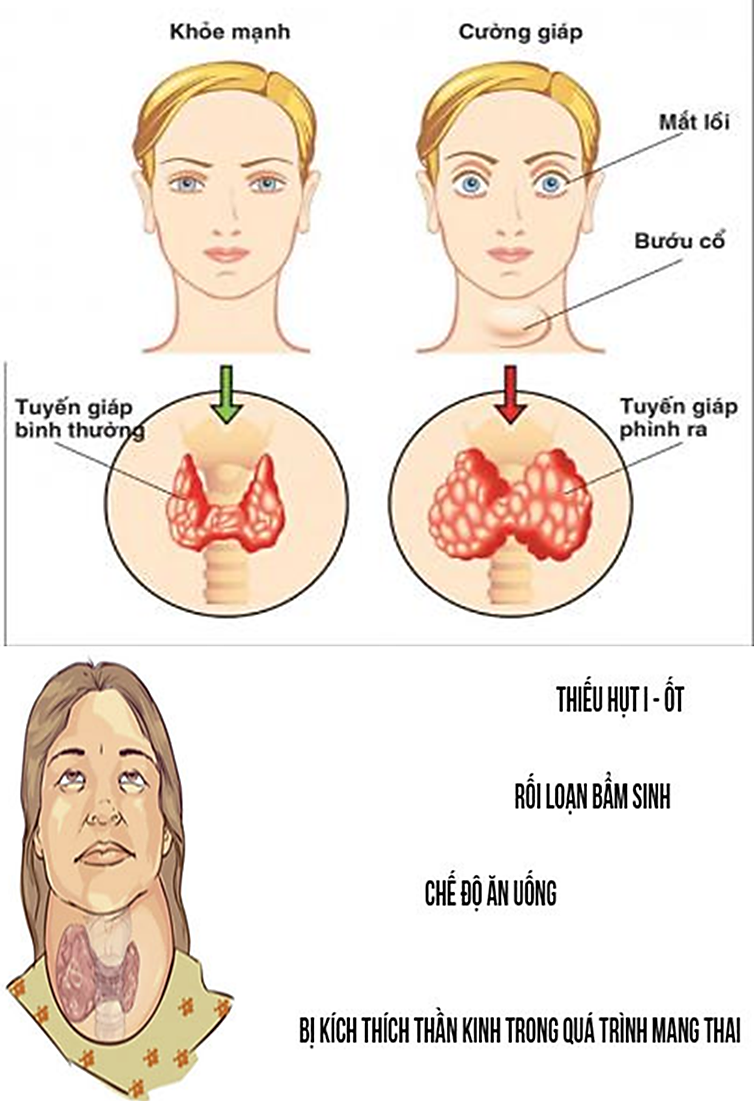 Khỏe mạnh
Cường giáp
Mắt lồi
Bướu cổ
Tuyến giáp
bình thường
Tuyến giáp
phình ra
THIẾU HỤT I - ỐT
RỐI LOẠN BẨM SINH
CHẾ ĐỘ ĂN UỐNG
BỊ KÍCH THÍCH THẦN KINH TRONG QUÁ TRÌNH MANG THAI